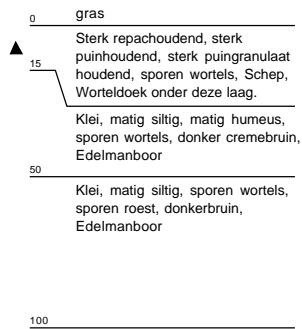 0 gras
Sterk repachoudend, sterk
puinhoudend, sterk puingranulaat
15 houdend, sporen wortels, Schep,
Worteldoek onder deze laag.
Klei, matig siltig, matig humeus,
sporen wortels, donker cremebruin,
Edelmanboor
50
Klei, matig siltig, sporen wortels,
sporen roest, donkerbruin,
Edelmanboor
100